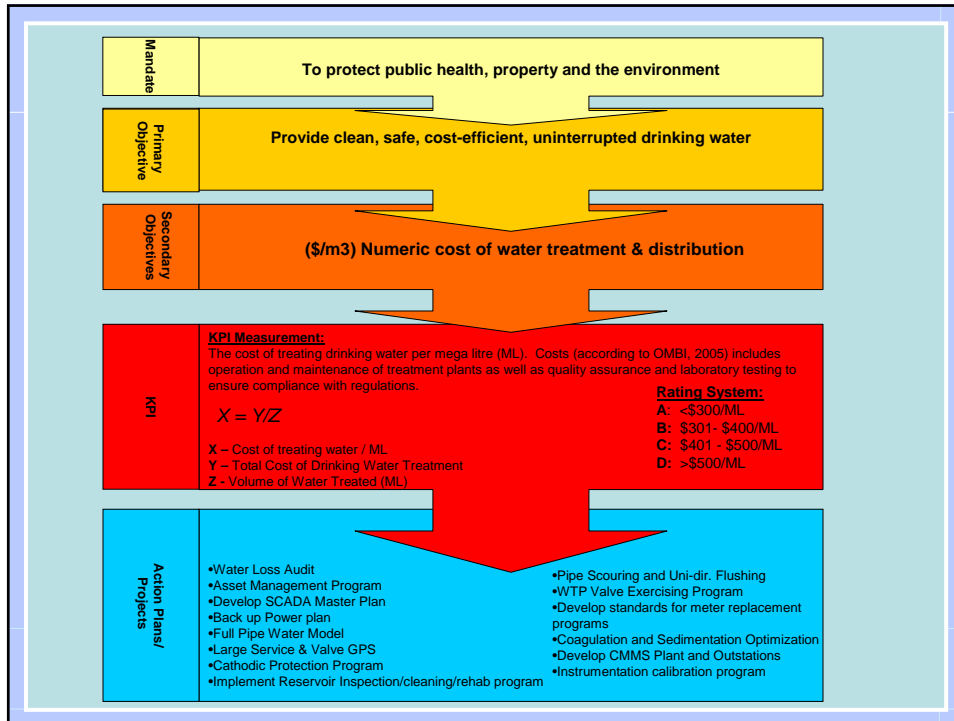 Mandate
To protect public health, property and the environment
Primary
Objective
Provide clean, safe, cost-efficient, uninterrupted drinking water
Secondary
Objectives
($/m3) Numeric cost of water treatment & distribution
KPI
KPI Measurement:
The cost of treating drinking water per mega litre (ML).  Costs (according to OMBI, 2005) includes
operation and maintenance of treatment plants as well as quality assurance and laboratory testing to
ensure compliance with regulations.
X = Y/Z
X – Cost of treating water / ML
Y – Total Cost of Drinking Water Treatment
Z - Volume of Water Treated (ML)
Rating System:
A:  <$300/ML
B:  $301- $400/ML
C:  $401 - $500/ML
D:  >$500/ML
Action Plans/
Projects
•Water Loss Audit
•Asset Management Program
•Develop SCADA Master Plan
•Back up Power plan
•Full Pipe Water Model
•Large Service & Valve GPS
•Cathodic Protection Program
•Implement Reservoir Inspection/cleaning/rehab program
•Pipe Scouring and Uni-dir. Flushing
•WTP Valve Exercising Program
•Develop standards for meter replacement
programs
•Coagulation and Sedimentation Optimization
•Develop CMMS Plant and Outstations
•Instrumentation calibration program